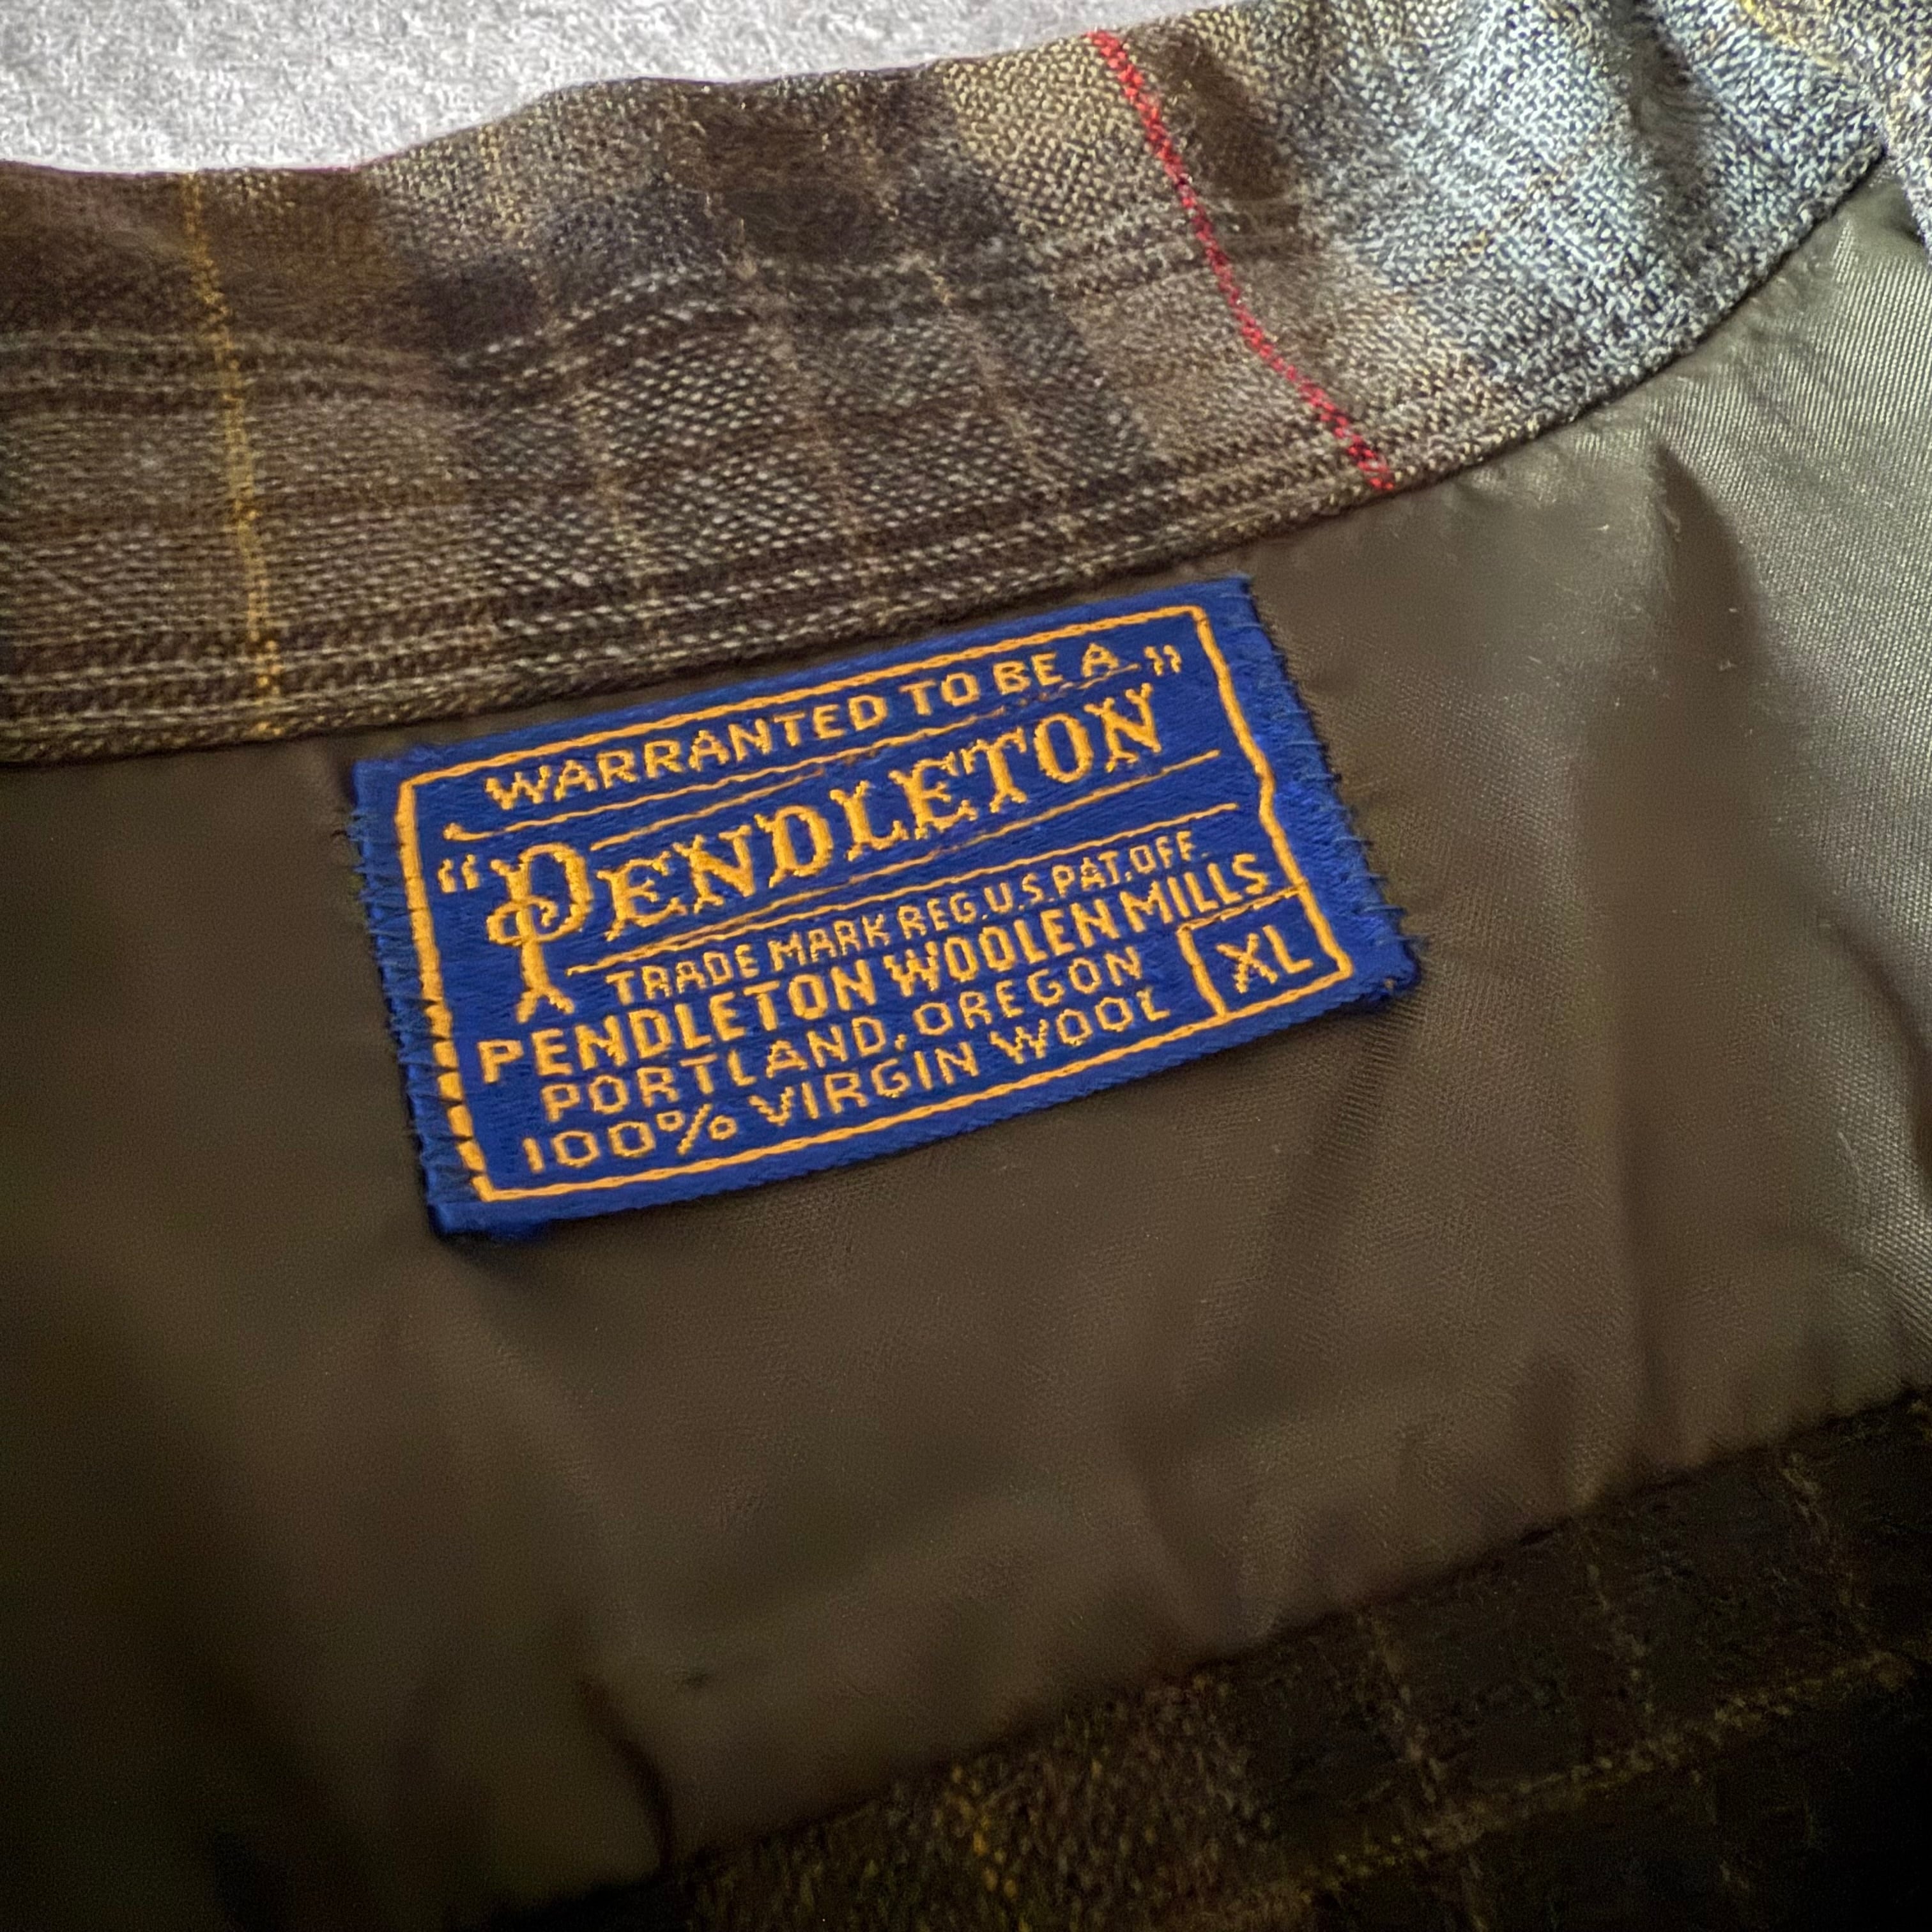 WARRANTED TO BE A
"PENDLETON"
TRADE MARK REG. U.S. PAT. OFF.
PENDLETON WOOLEN MILLS
PORTLAND, OREGON
XL
100% VIRGIN WOOL